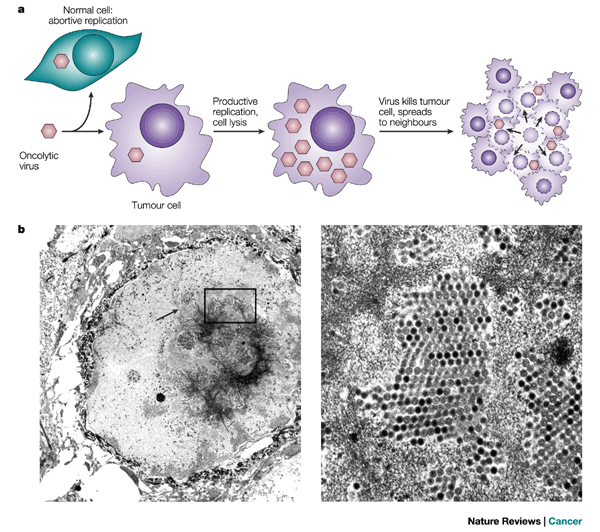 a
Normal cell:
abortive replication
Oncolytic
virus
Tumour cell
Productive
replication,
cell lysis
Virus kills tumour
cell, spreads
to neighbours
b
Nature Reviews | Cancer